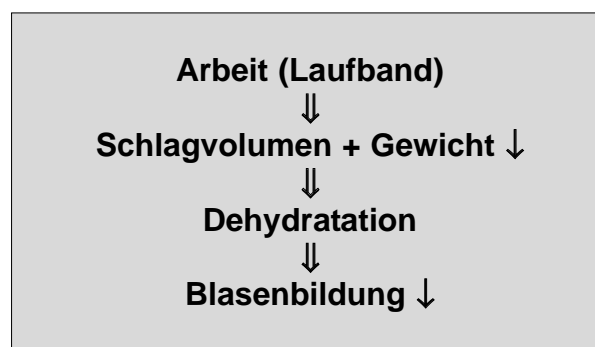 Arbeit (Laufband)
⇓
Schlagvolumen + Gewicht ↓
⇓
Dehydratation
⇓
Blasenbildung ↓